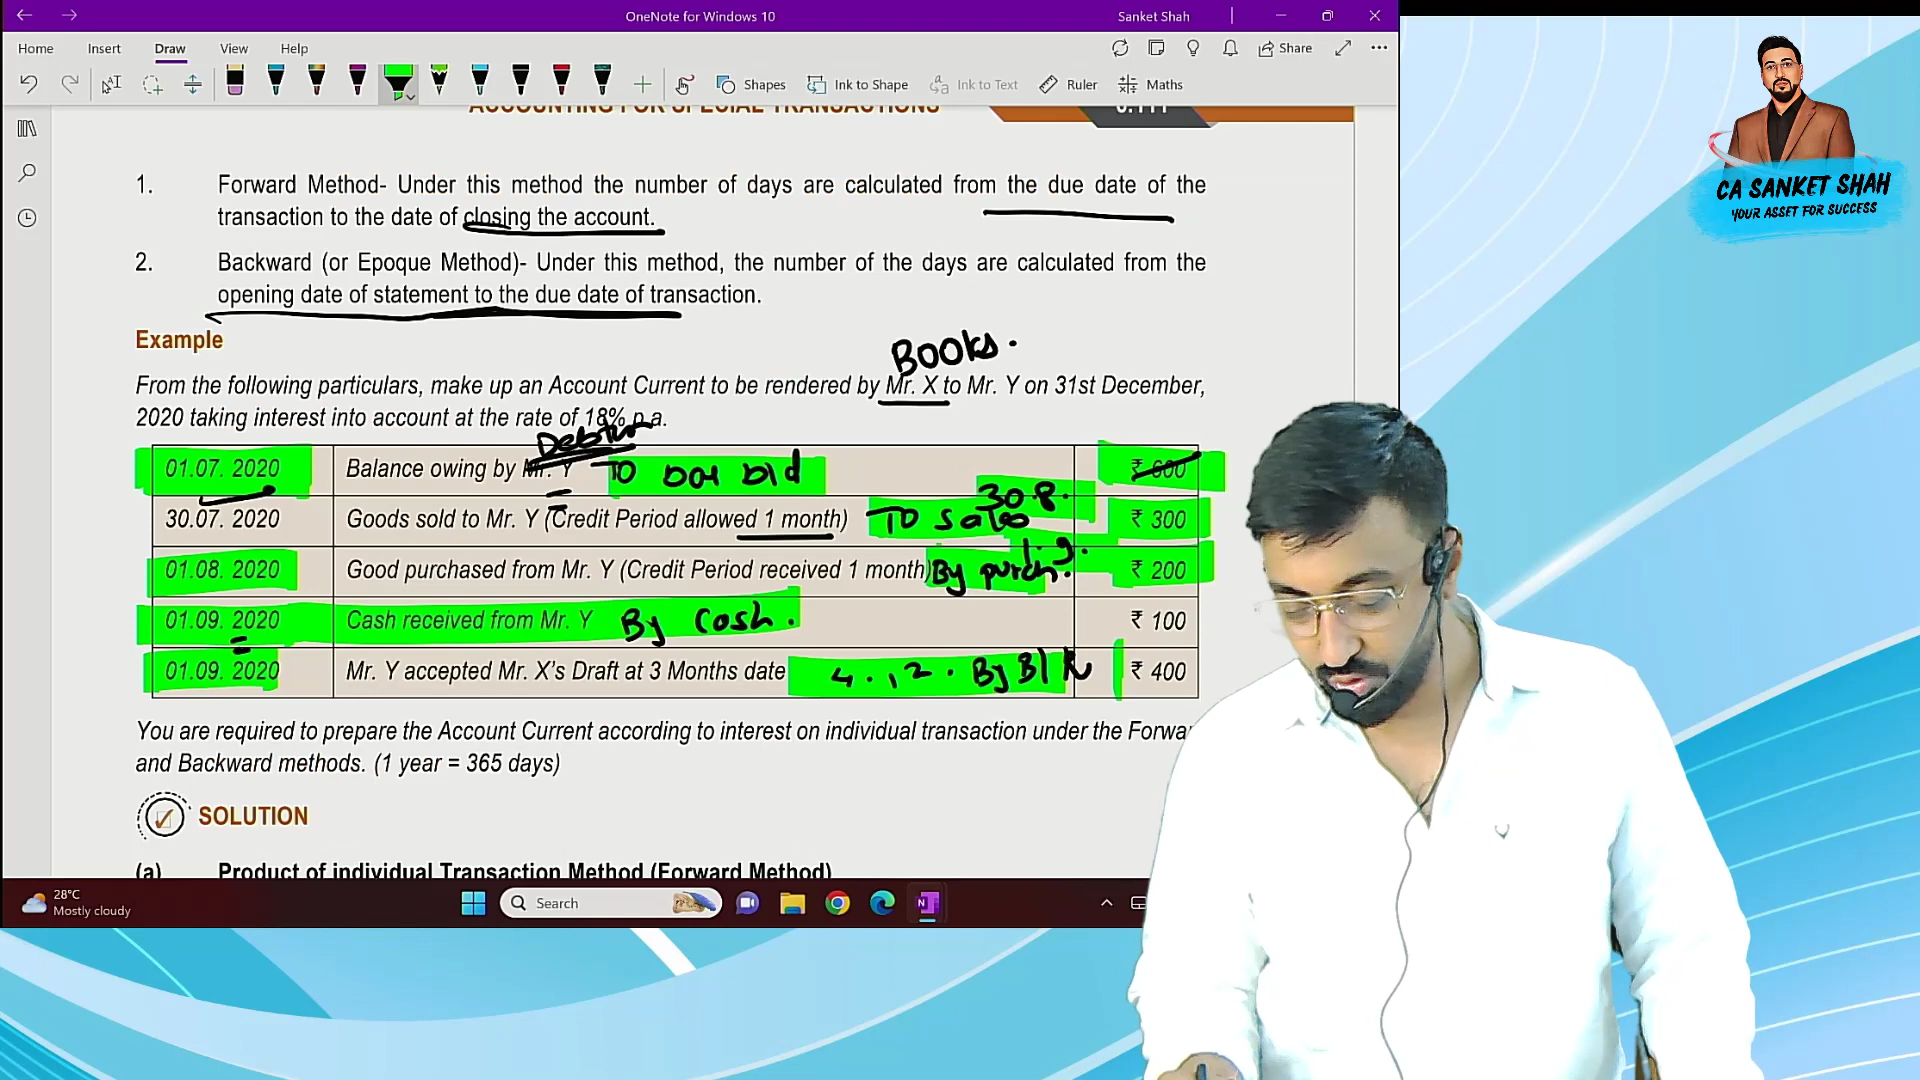 OneNote for Windows 10
Sanket Shah
Home Insert Draw View Help
Share
Shapes Ink to Shape Ink to Text Ruler Maths
ACCOUNTING FOR SPECIAL TRANSACTIONS
1. Forward Method- Under this method the number of days are calculated from the due date of the
transaction to the date of closing the account.
2. Backward (or Epoque Method)- Under this method, the number of the days are calculated from the
opening date of statement to the due date of transaction.
Example
Books.
From the following particulars, make up an Account Current to be rendered by Mr. X to Mr. Y on 31st December,
2020 taking interest into account at the rate of 18% p.a.
Debtor
01.07. 2020 Balance owing by Mr. Y To bal b/d ₹ 600
30.8.
30.07. 2020 Goods sold to Mr. Y (Credit Period allowed 1 month) To sales ₹ 300
1.9.
01.08. 2020 Good purchased from Mr. Y (Credit Period received 1 month) By purch. ₹ 200
01.09. 2020 Cash received from Mr. Y By Cash. ₹ 100
01.09. 2020 Mr. Y accepted Mr. X's Draft at 3 Months date 4.12. By B/R ₹ 400
You are required to prepare the Account Current according to interest on individual transaction under the
and Backward methods. (1 year = 365 days)
SOLUTION
(a) Product of individual Transaction Method (Forward Method)
28°C
Mostly cloudy
Search
CA SANKET SHAH
YOUR ASSET FOR SUCCESS